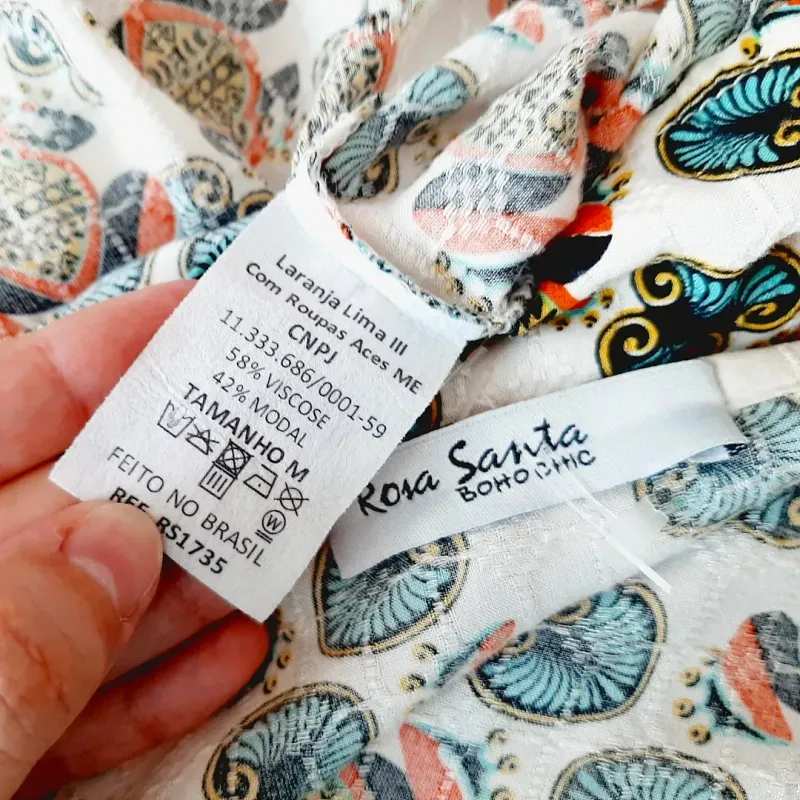 Laranja Lima III
Com Roupas Aces ME
CNPJ
11.333.686/0001-59
58% VISCOSE
42% MODAL
TAMANHO M
W
FEITO NO BRASIL
REF. RS1735
Rosa Santa
BOHO CHIC